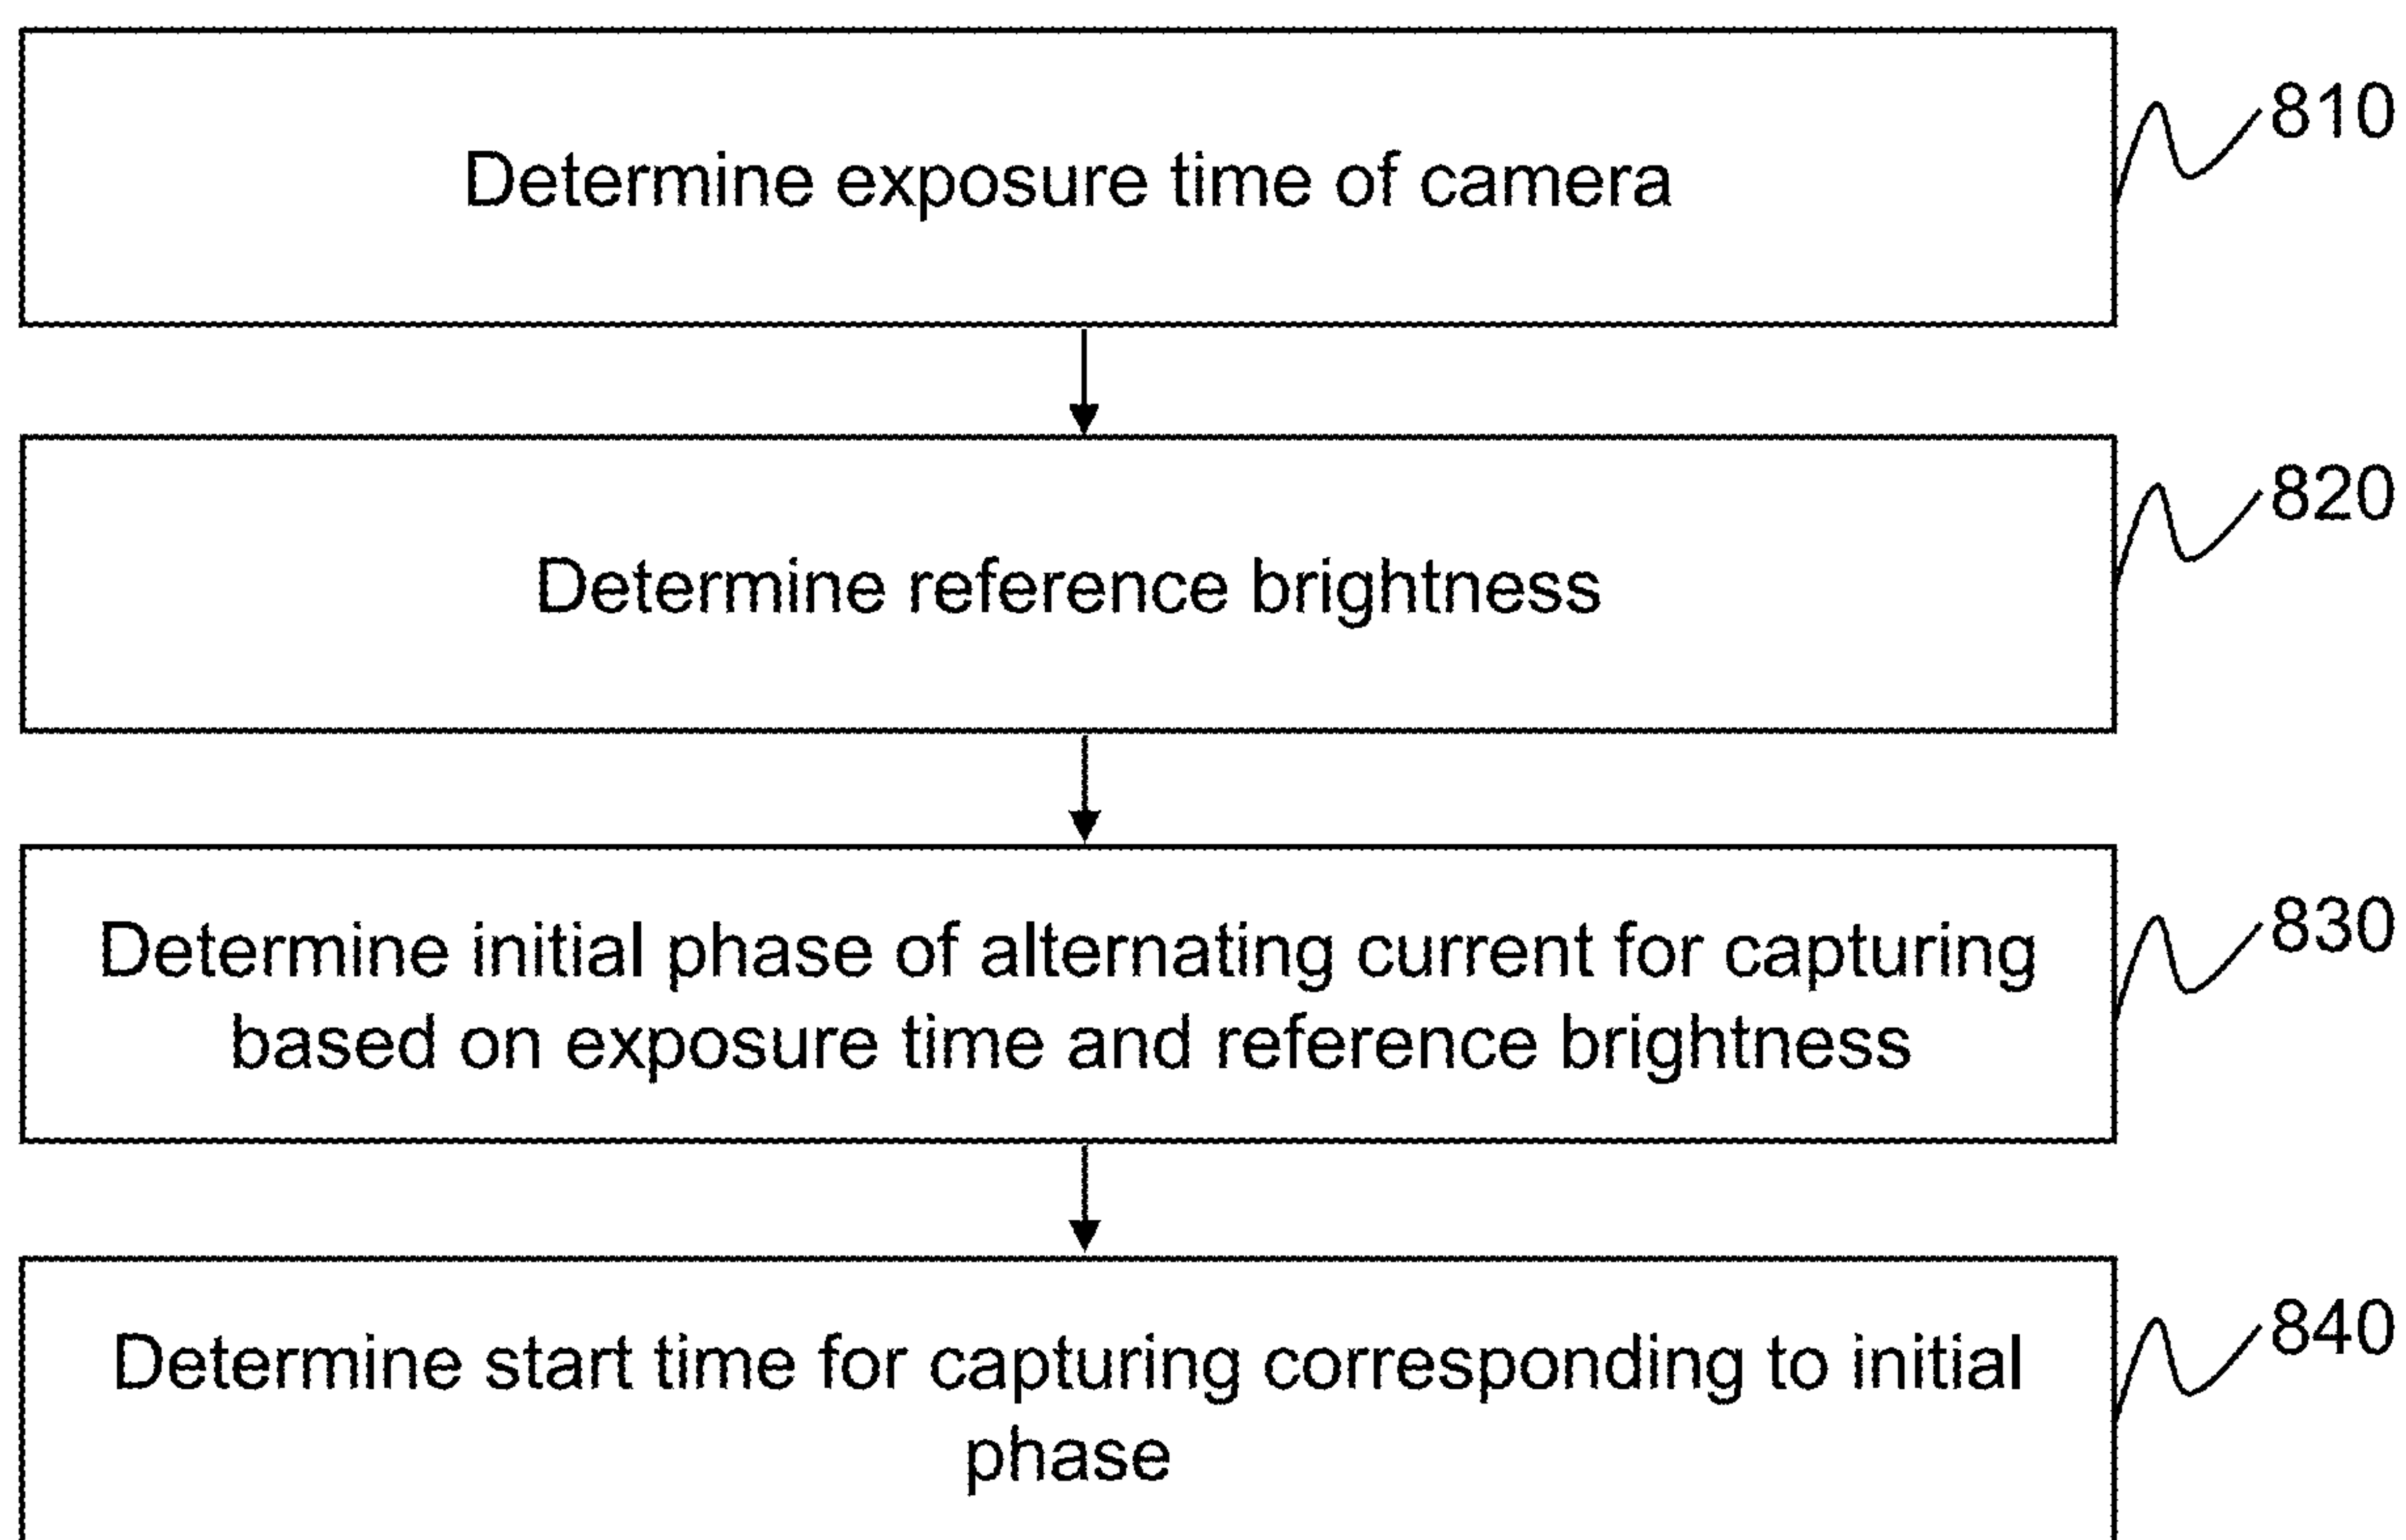 810
Determine exposure time of camera
820
Determine reference brightness
830
Determine initial phase of alternating current for capturing
based on exposure time and reference brightness
840
Determine start time for capturing corresponding to initial
phase